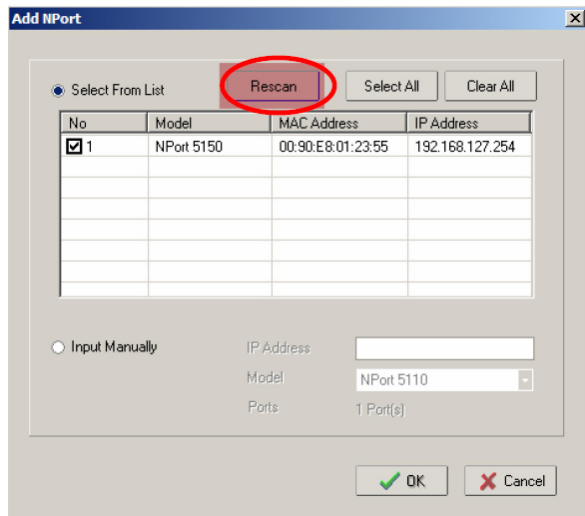 Add NPort
Select From List Rescan Select All Clear All
No Model MAC Address IP Address
1 NPort 5150 00:90:E8:01:23:55 192.168.127.254
Input Manually IP Address
Model NPort 5110
Ports 1 Port(s)
OK Cancel